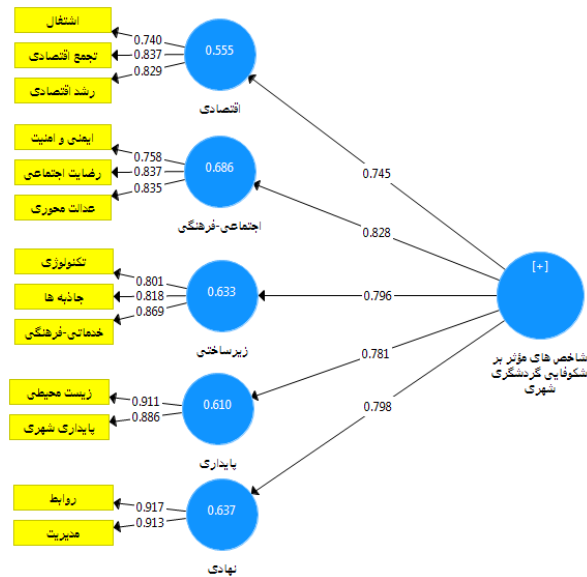 اشتغال
0.740
تجمع اقتصادی
0.837
رشد اقتصادی
0.829
0.555
اقتصادی
0.745
ایمنی و امنیت
0.758
رضایت اجتماعی
0.837
عدالت محوری
0.835
0.686
اجتماعی-فرهنگی
0.828
تکنولوژی
0.801
جاذبه ها
0.818
خدماتی-فرهنگی
0.869
0.633
زیرساختی
0.796
زیست محیطی
0.911
پایداری شهری
0.886
0.610
پایداری
0.781
روابط
0.917
مدیریت
0.913
0.637
نهادی
0.798
[+]
شاخص های مؤثر بر
شکوفایی گردشگری
شهری